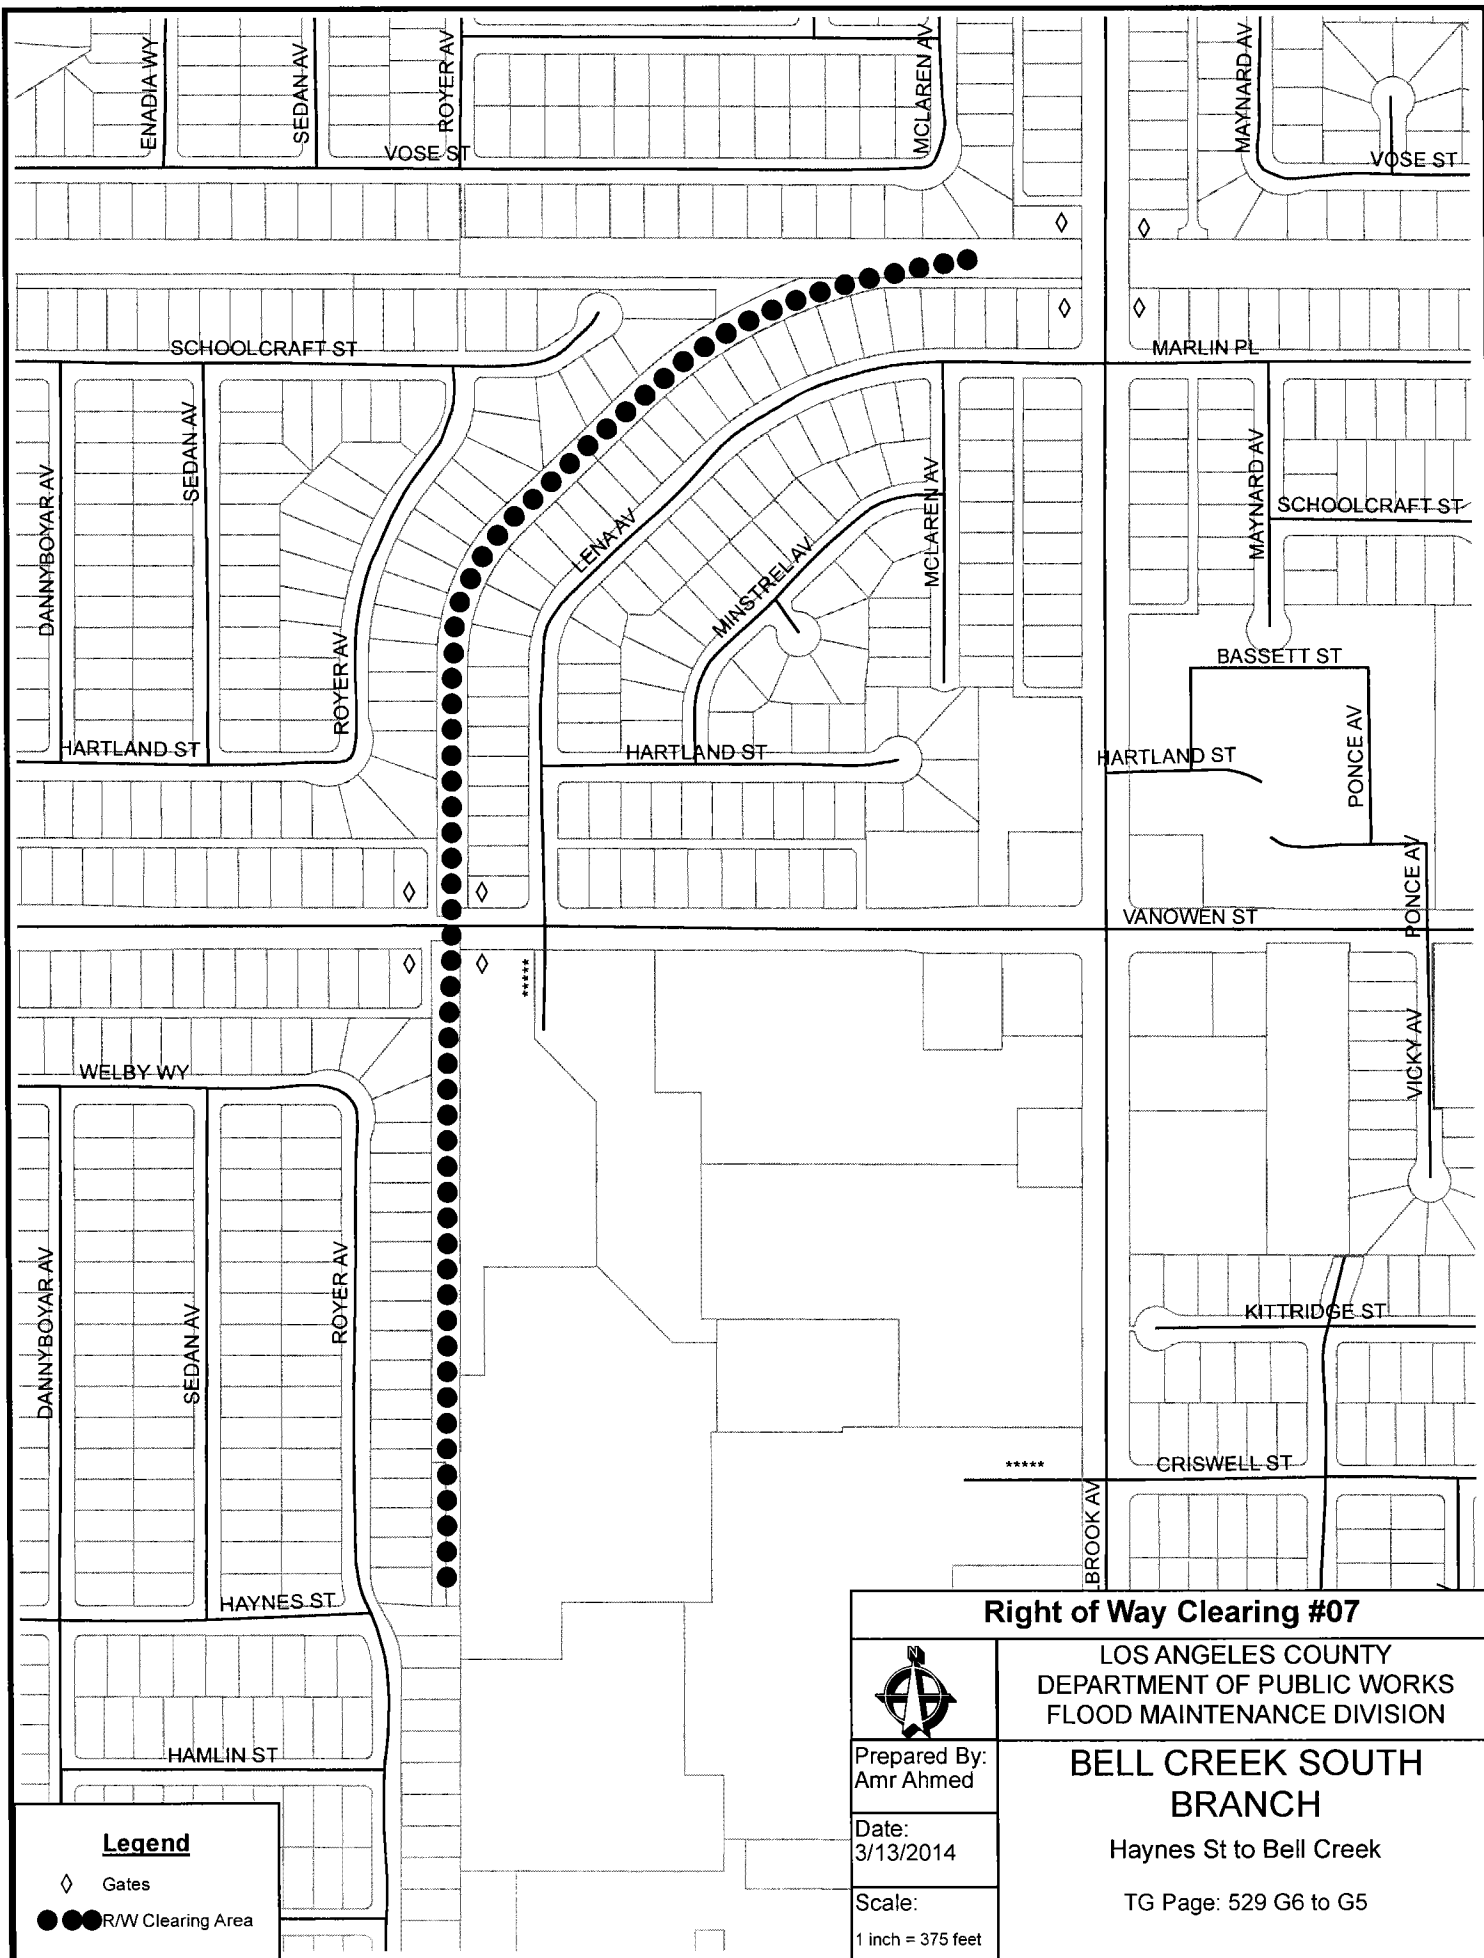 ENADIA WY
SEDAN AV
ROYER AV
MCLAREN AV
MAYNARD AV
VOSE ST
VOSE ST
SCHOOLCRAFT ST
MARLIN PL
DANNYBOYAR AV
SEDAN AV
ROYER AV
LENA AV
MINSTREL AV
MCLAREN AV
MAYNARD AV
SCHOOLCRAFT ST
BASSETT ST
HARTLAND ST
HARTLAND ST
HARTLAND ST
PONCE AV
PONCE AV
VANOWEN ST
*****
WELBY WY
VICKY AV
DANNYBOYAR AV
SEDAN AV
ROYER AV
KITTRIDGE ST
*****
CRISWELL ST
LBROOK AV
HAYNES ST
HAMLIN ST
Legend
Gates
R/W Clearing Area
Right of Way Clearing #07
N
LOS ANGELES COUNTY
DEPARTMENT OF PUBLIC WORKS
FLOOD MAINTENANCE DIVISION
Prepared By:
Amr Ahmed
BELL CREEK SOUTH
BRANCH
Date:
3/13/2014
Haynes St to Bell Creek
Scale:
1 inch = 375 feet
TG Page: 529 G6 to G5